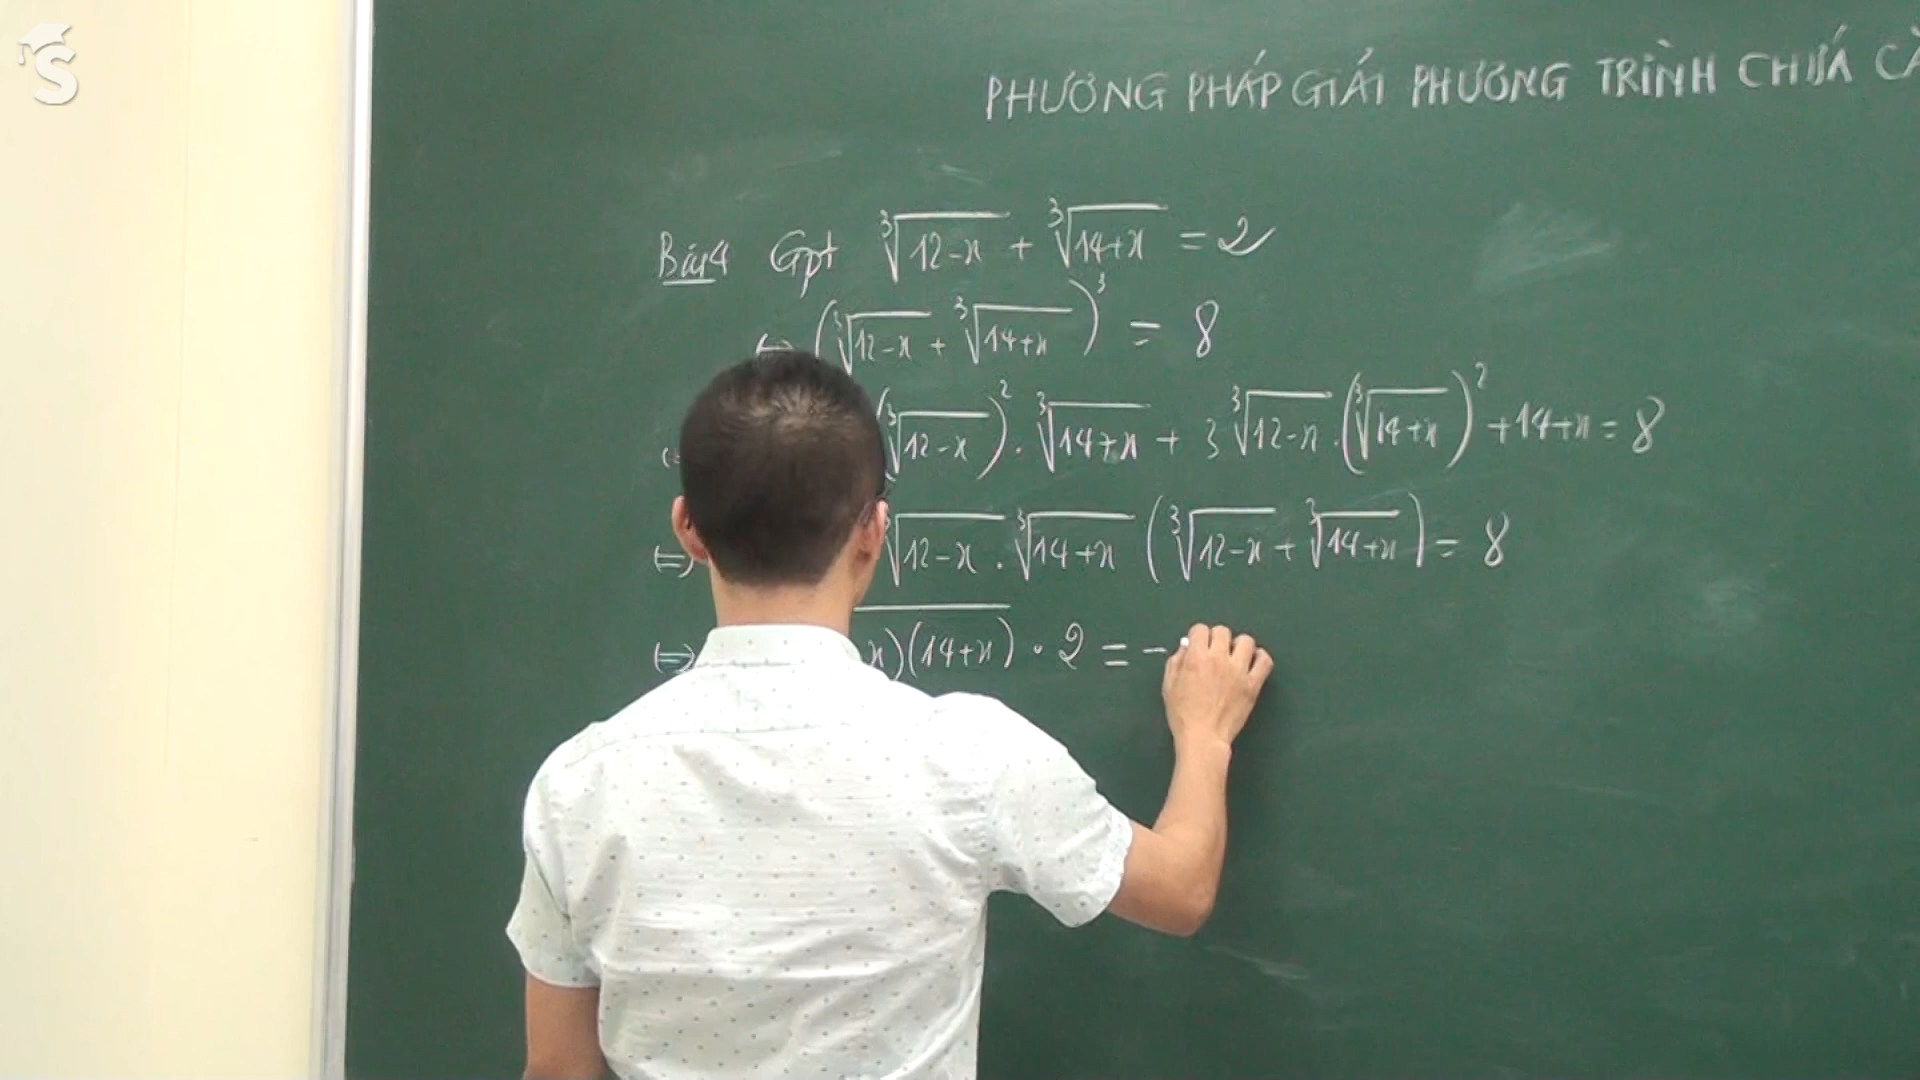 S
PHƯƠNG PHÁP GIẢI PHƯƠNG TRÌNH CHỨA CĂ
Bài 4 Gpt ∛(12-x) + ∛(14+x) = 2
(∛(12-x) + ∛(14+x))³ = 8
(∛(12-x))² . ∛(14+x) + 3 ∛(12-x) . (∛(14+x))² + 14+x = 8
(=) ∛(12-x) . ∛(14+x) (∛(12-x) + ∛(14+x)) = 8
(=) x)(14+x) . 2 = -